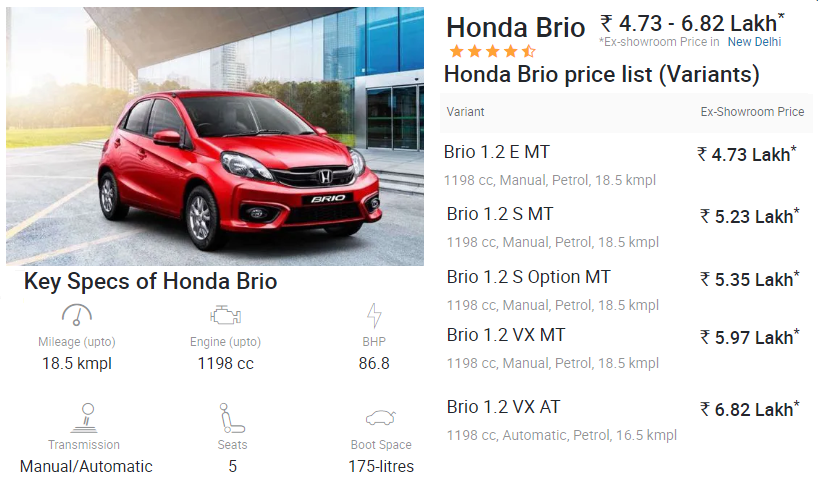 Honda Brio ₹ 4.73 - 6.82 Lakh*
*Ex-showroom Price in New Delhi
Honda Brio price list (Variants)
Variant Ex-Showroom Price
Brio 1.2 E MT ₹ 4.73 Lakh*
1198 cc, Manual, Petrol, 18.5 kmpl
Brio 1.2 S MT ₹ 5.23 Lakh*
1198 cc, Manual, Petrol, 18.5 kmpl
Brio 1.2 S Option MT ₹ 5.35 Lakh*
1198 cc, Manual, Petrol, 18.5 kmpl
Brio 1.2 VX MT ₹ 5.97 Lakh*
1198 cc, Manual, Petrol, 18.5 kmpl
Brio 1.2 VX AT ₹ 6.82 Lakh*
1198 cc, Automatic, Petrol, 16.5 kmpl
BRIO
Key Specs of Honda Brio
Mileage (upto) Engine (upto) BHP
18.5 kmpl 1198 cc 86.8
Transmission Seats Boot Space
Manual/Automatic 5 175-litres